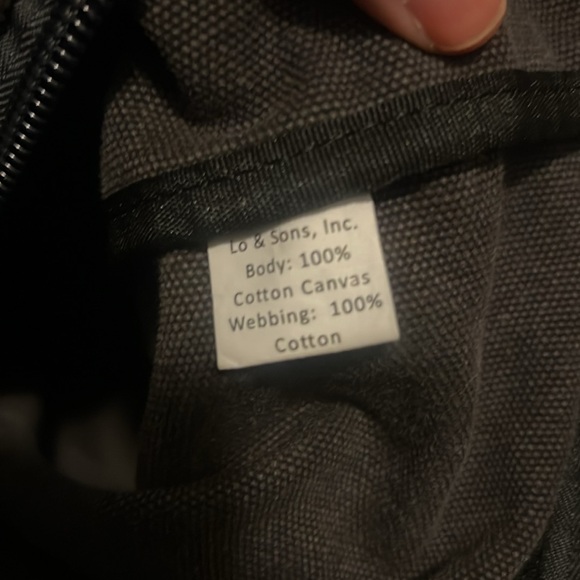 Lo & Sons, Inc.
Body: 100%
Cotton Canvas
Webbing: 100%
Cotton